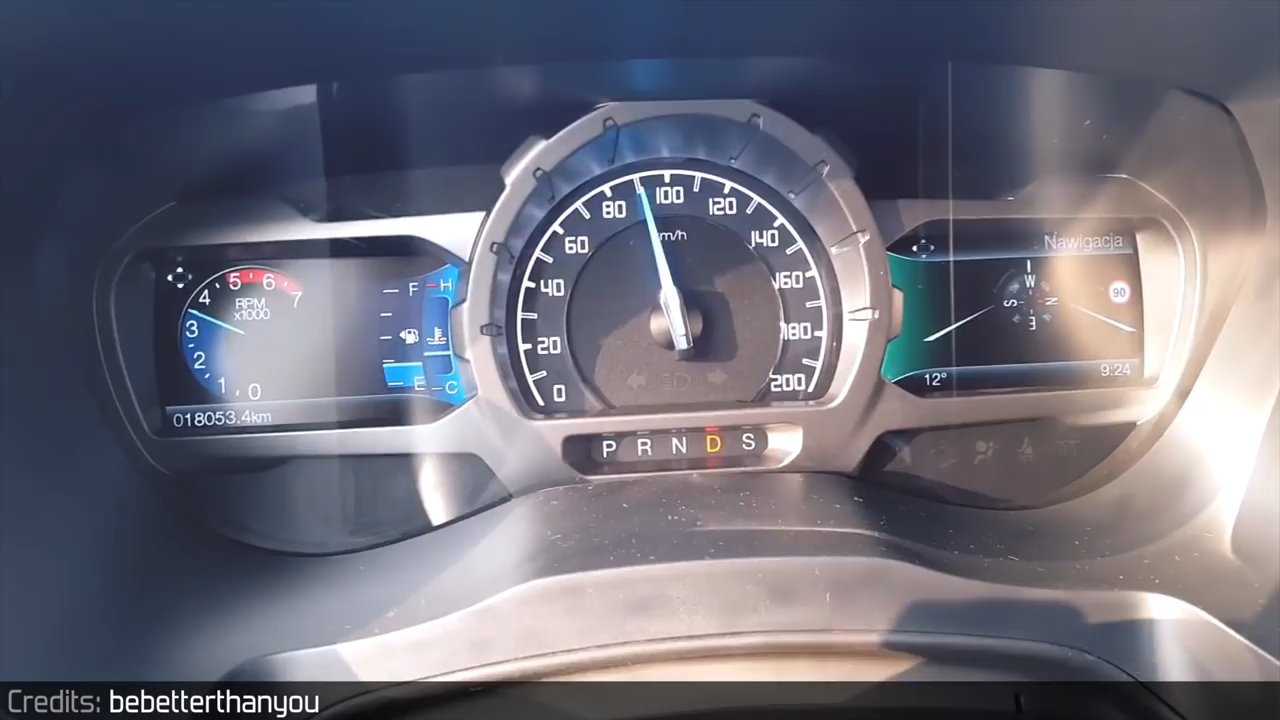 Nawigacja
5 6
4 7
RPM
x1000
3
2
1 0
F H
E C
018053.4km
0 20 40 60 80 100 120 140 160 180 200
km/h
P R N D S
W
S N
E
90
12° 9:24
Credits: bebetterthanyou